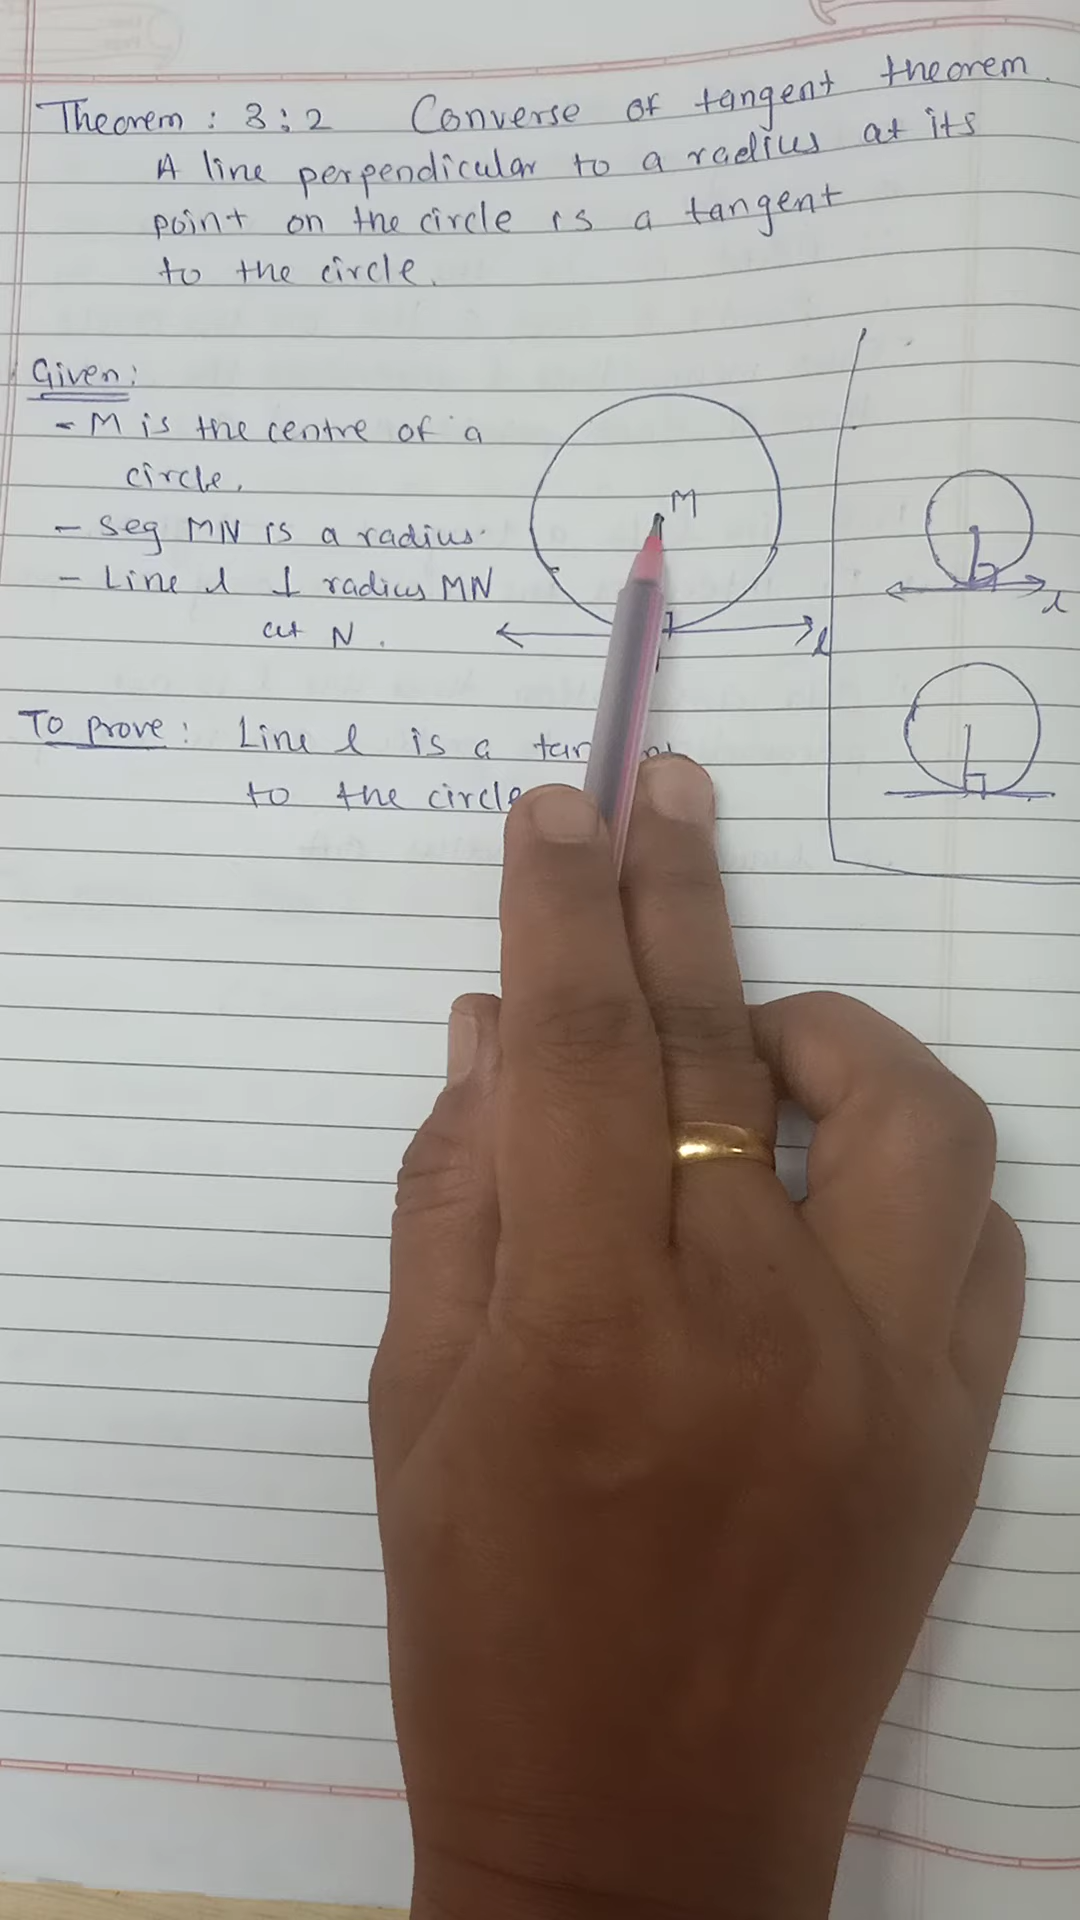 Theorem : 3:2 Converse of tangent theorem.
A line perpendicular to a radius at its
point on the circle is a tangent
to the circle.
Given:
- M is the centre of a
circle.
- seg MN is a radius.
- Line l ⊥ radius MN
at N.
M
l
l
To prove: Line l is a
to the circle